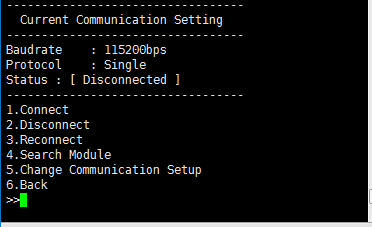 ----------------------------------
  Current Communication Setting
----------------------------------
Baudrate    : 115200bps
Protocol    : Single
Status : [ Disconnected ]
----------------------------------
1.Connect
2.Disconnect
3.Reconnect
4.Search Module
5.Change Communication Setup
6.Back
>>